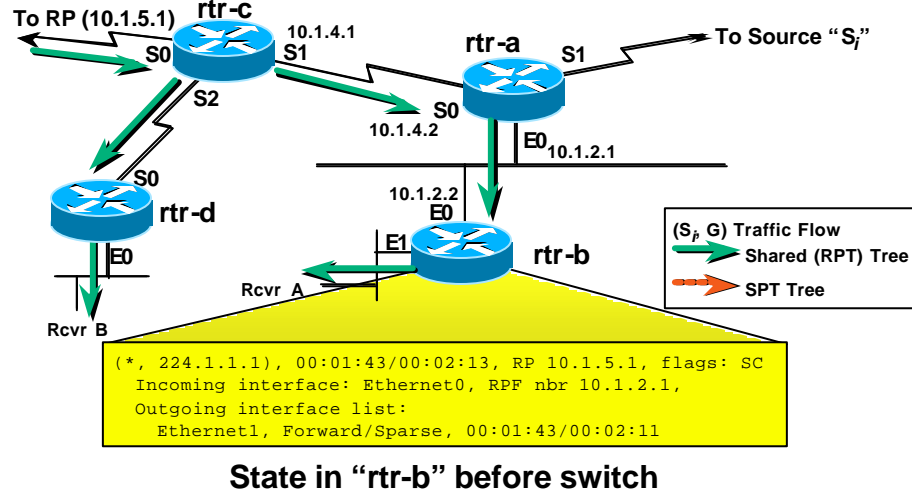 rtr-c
To RP (10.1.5.1)
10.1.4.1
S0
S1
S2
rtr-a
S1
To Source “Si”
S0
10.1.4.2
E0
10.1.2.1
S0
rtr-d
E0
Rcvr B
10.1.2.2
E0
E1
rtr-b
Rcvr A
(Si, G) Traffic Flow
Shared (RPT) Tree
SPT Tree
(*, 224.1.1.1), 00:01:43/00:02:13, RP 10.1.5.1, flags: SC
Incoming interface: Ethernet0, RPF nbr 10.1.2.1,
Outgoing interface list:
Ethernet1, Forward/Sparse, 00:01:43/00:02:11
State in “rtr-b” before switch